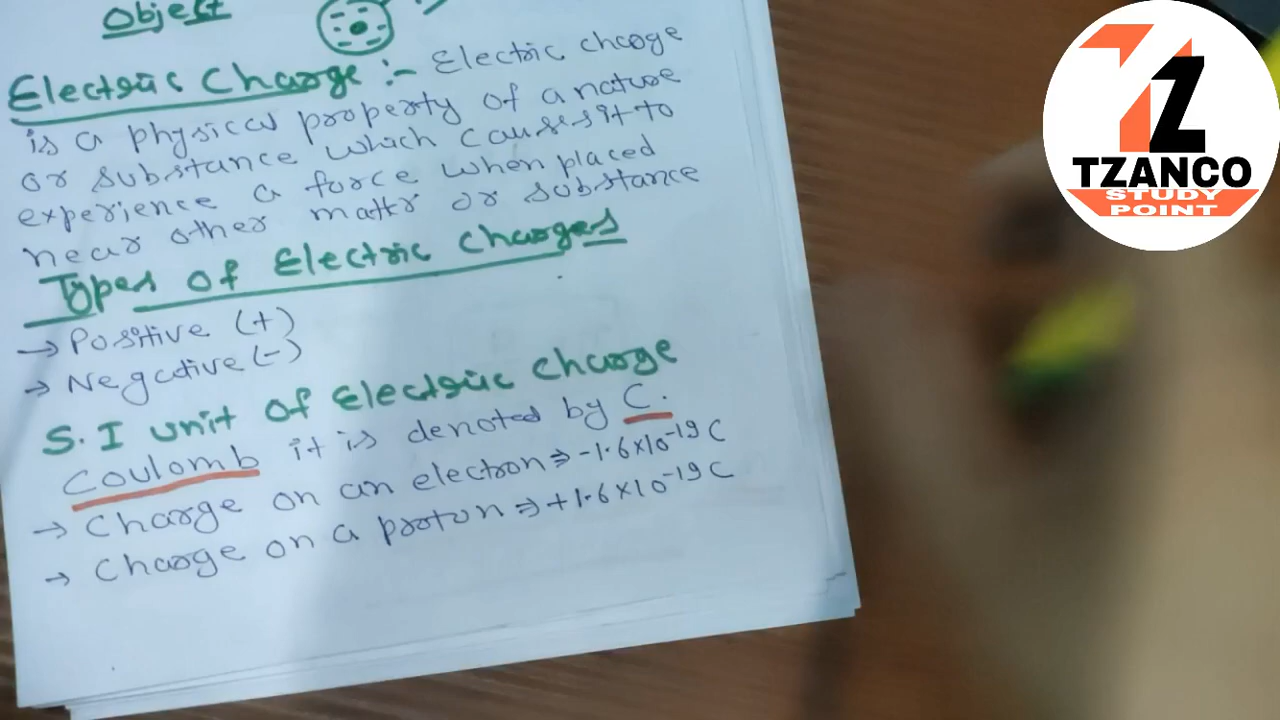 Object
Electric Charge :- Electric charge
is a physical property of a nature
or substance which causes it to
experience a force when placed
near other mattr or substance
Types of Electric Charges
→ Positive (+)
→ Negative (-)
S.I unit of Electric Charge
Coulomb it is denoted by C.
→ Charge on an electron ⇒ -1.6×10⁻¹⁹ C
→ Charge on a proton ⇒ +1.6×10⁻¹⁹ C
TZ
TZANCO
STUDY
POINT